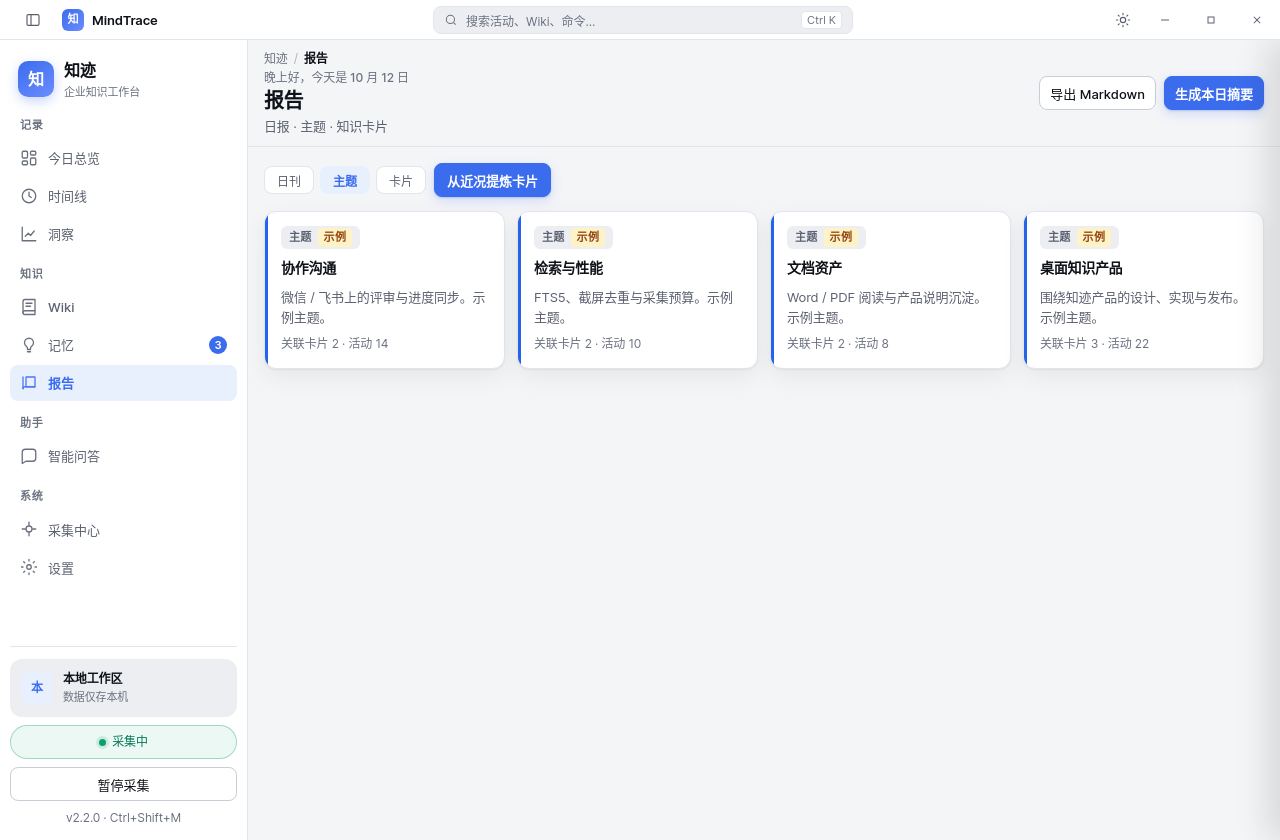 知 MindTrace
搜索活动、Wiki、命令... Ctrl K
知 知迹
企业知识工作台
记录
今日总览
时间线
洞察
知识
Wiki
记忆 3
报告
助手
智能问答
系统
采集中心
设置
本 本地工作区
数据仅存本机
采集中
暂停采集
v2.2.0 · Ctrl+Shift+M
知迹 / 报告
晚上好，今天是 10 月 12 日
报告
日报 · 主题 · 知识卡片
导出 Markdown 生成本日摘要
日刊 主题 卡片 从近况提炼卡片
主题 示例
协作沟通
微信 / 飞书上的评审与进度同步。示
例主题。
关联卡片 2 · 活动 14
主题 示例
检索与性能
FTS5、截屏去重与采集预算。示例
主题。
关联卡片 2 · 活动 10
主题 示例
文档资产
Word / PDF 阅读与产品说明沉淀。
示例主题。
关联卡片 2 · 活动 8
主题 示例
桌面知识产品
围绕知迹产品的设计、实现与发布。
示例主题。
关联卡片 3 · 活动 22